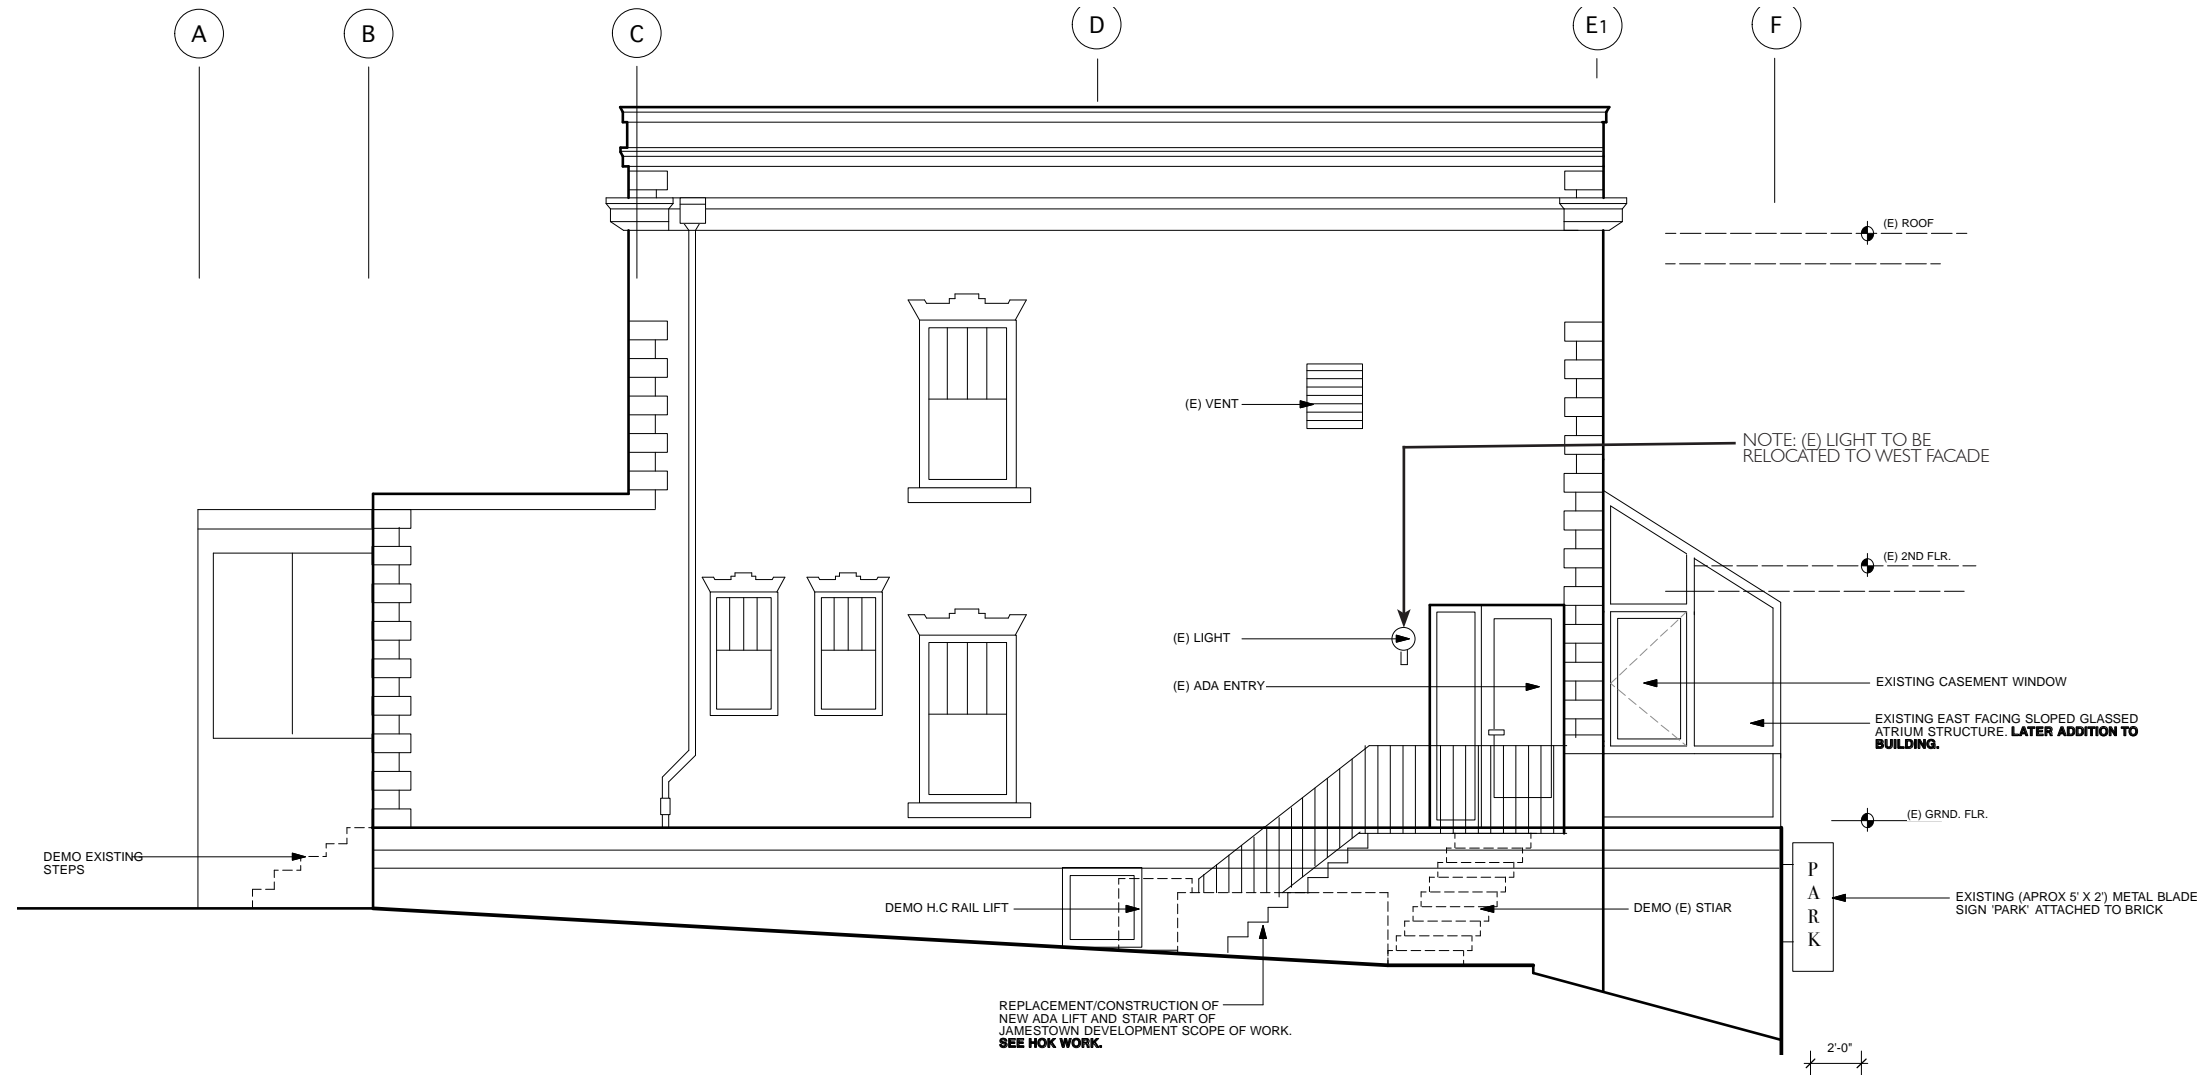 A
B
C
D
E1
F
(E) ROOF
(E) VENT
NOTE: (E) LIGHT TO BE
RELOCATED TO WEST FACADE
(E) 2ND FLR.
(E) LIGHT
(E) ADA ENTRY
EXISTING CASEMENT WINDOW
EXISTING EAST FACING SLOPED GLASSED
ATRIUM STRUCTURE. LATER ADDITION TO
BUILDING.
(E) GRND. FLR.
DEMO EXISTING
STEPS
P
A
R
K
DEMO H.C RAIL LIFT
DEMO (E) STIAR
EXISTING (APROX 5' X 2') METAL BLADE
SIGN 'PARK' ATTACHED TO BRICK
REPLACEMENT/CONSTRUCTION OF
NEW ADA LIFT AND STAIR PART OF
JAMESTOWN DEVELOPMENT SCOPE OF WORK.
SEE HOK WORK.
2'-0"